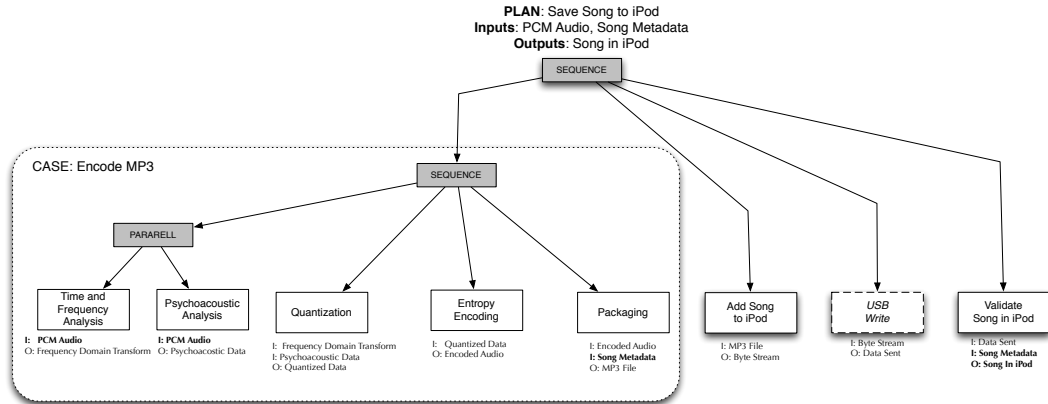 PLAN: Save Song to iPod
Inputs: PCM Audio, Song Metadata
Outputs: Song in iPod
SEQUENCE
CASE: Encode MP3
SEQUENCE
PARARELL
Time and
Frequency
Analysis
I: PCM Audio
O: Frequency Domain Transform
Psychoacoustic
Analysis
I: PCM Audio
O: Psychoacostic Data
Quantization
I: Frequency Domain Transform
I: Psychoacoustic Data
O: Quantized Data
Entropy
Encoding
I: Quantized Data
O: Encoded Audio
Packaging
I: Encoded Audio
I: Song Metadata
O: MP3 File
Add Song
to iPod
I: MP3 File
O: Byte Stream
USB
Write
I: Byte Stream
O: Data Sent
Validate
Song in iPod
I: Data Sent
I: Song Metadata
O: Song In iPod